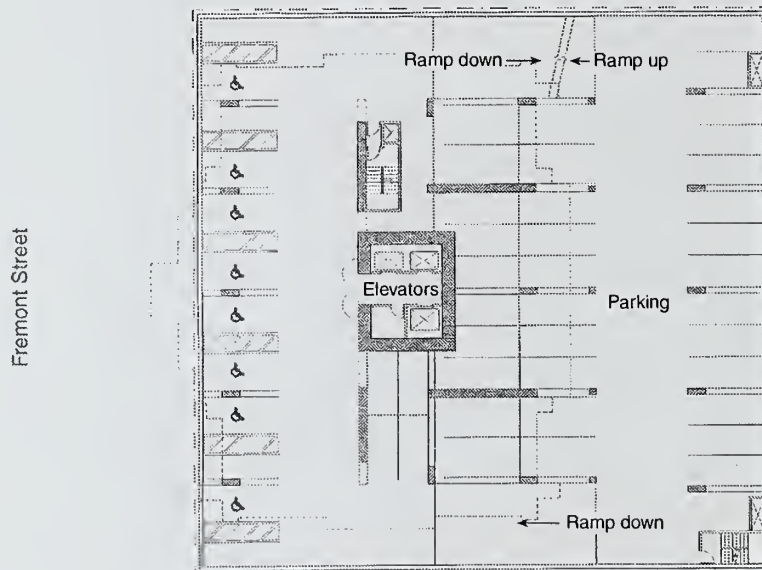 Ramp down
Ramp up
Fremont Street
Elevators
Parking
Ramp down